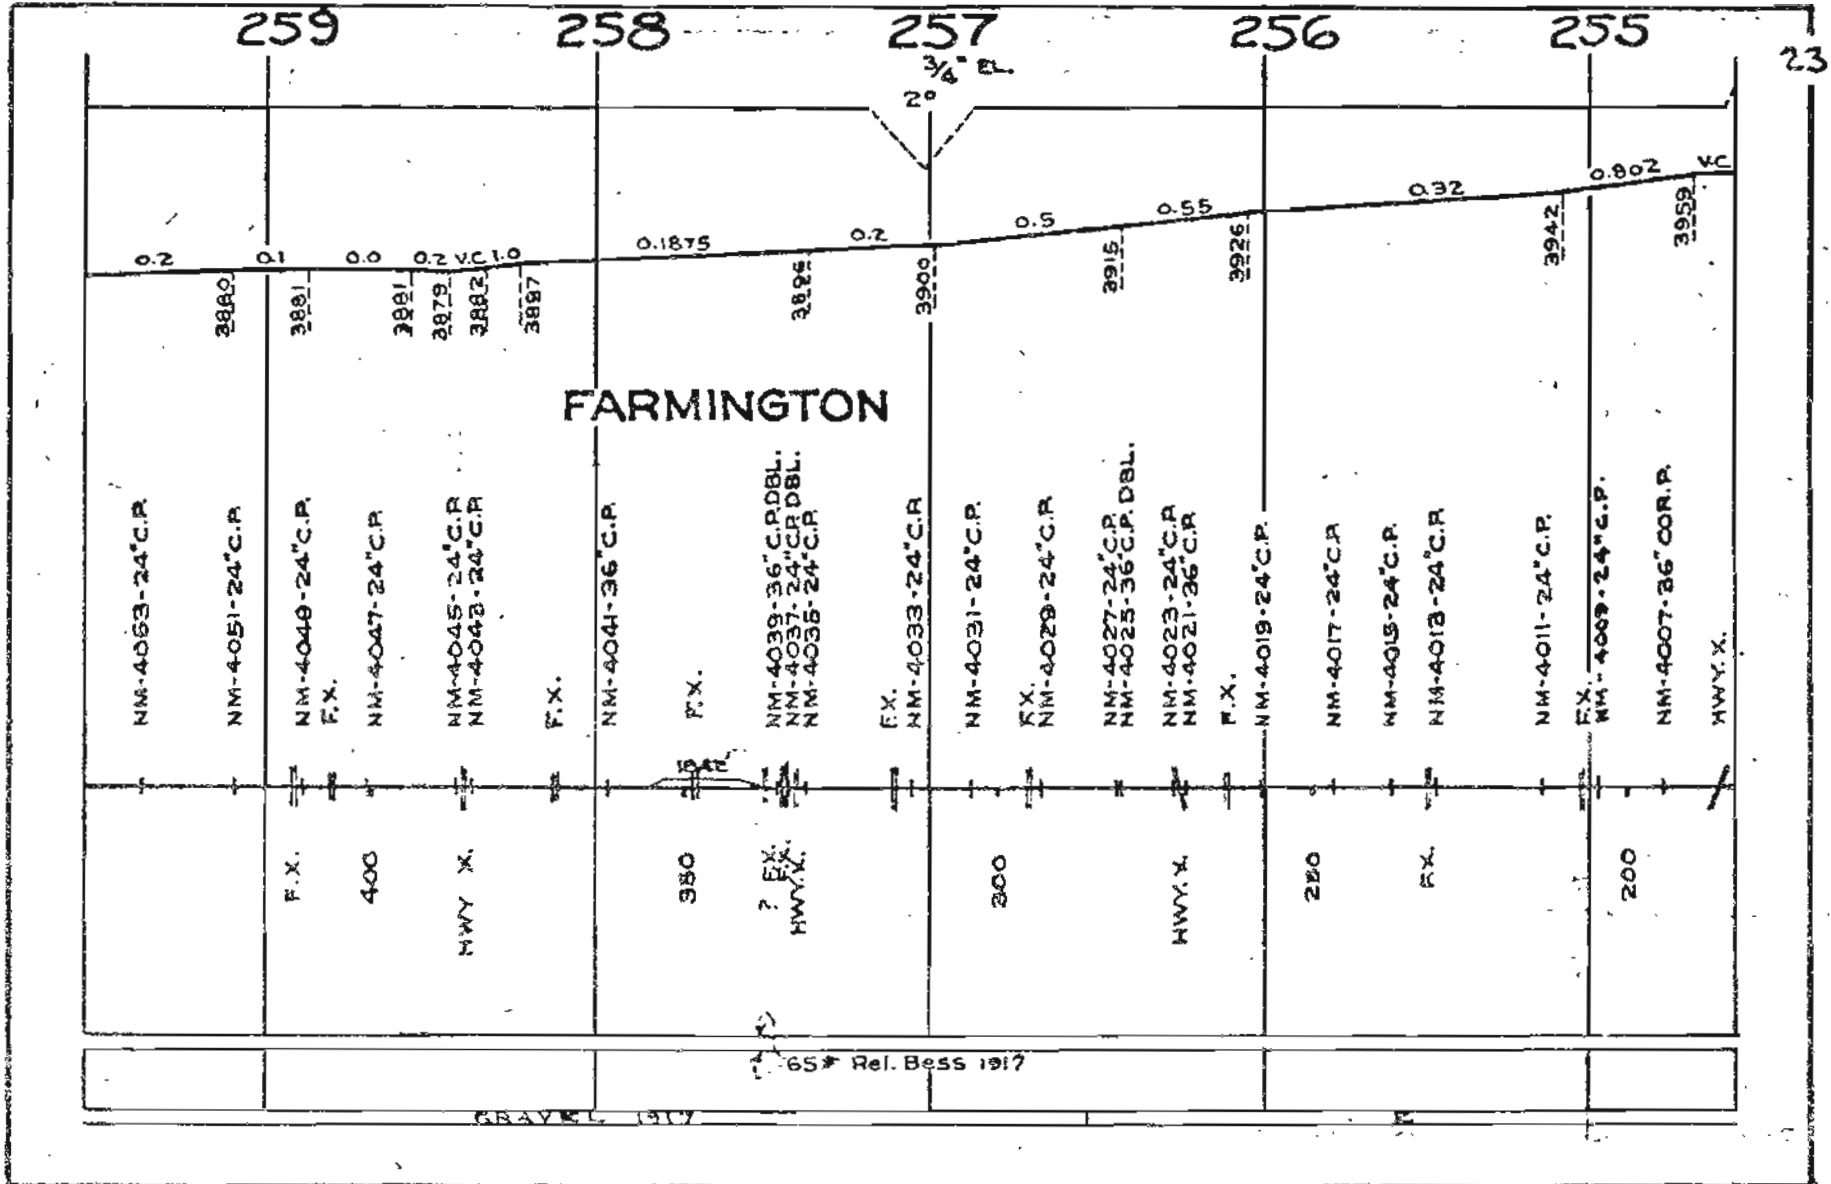 259 258 257 256 255
23
3/4" EL.
2°
0.2 0.1 0.0 0.2 V.C 1.0 0.1875 0.2 0.5 0.55 0.32 0.802 V.C
3880 3881 3881 3879 3882 3887 3896 3900 3915 3926 3942 3959
FARMINGTON
NM-4053-24"C.P.
NM-4051-24"C.P.
NM-4049-24"C.P.
F.X.
NM-4047-24"C.P.
NM-4045-24"C.P.
NM-4043-24"C.P.
F.X.
NM-4041-36"C.P.
F.X.
NM-4039-36"C.P.DBL.
NM-4037-24"C.P.DBL.
NM-4035-24"C.P.
F.X.
NM-4033-24"C.P.
NM-4031-24"C.P.
F.X.
NM-4029-24"C.P.
NM-4027-24"C.P.
NM-4025-36"C.P. DBL.
NM-4023-24"C.P.
NM-4021-36"C.P.
F.X.
NM-4019-24"C.P.
NM-4017-24"C.P.
NM-4015-24"C.P.
NM-4013-24"C.P.
NM-4011-24"C.P.
F.X.
NM-4009-24"C.P.
NM-4007-36"COR.P.
HWY.X.
F.X.
400
HWY X.
350
? F.X.
F.X.
HWY.X.
300
HWY.X.
250
F.X.
200
65# Rel. Bess 1917
GRAVEL 1917